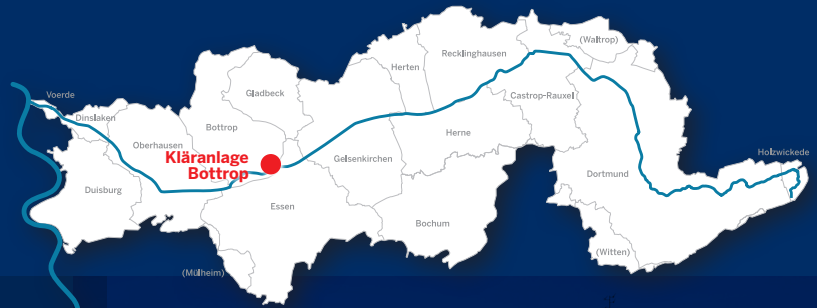 (Waltrop)
Recklinghausen
Herten
Gladbeck
Voerde
Castrop-Rauxel
Dinslaken
Bottrop
Herne
Oberhausen
Holzwickede
Kläranlage
Bottrop
Gelsenkirchen
Dortmund
Duisburg
Essen
Bochum
(Witten)
(Mülheim)